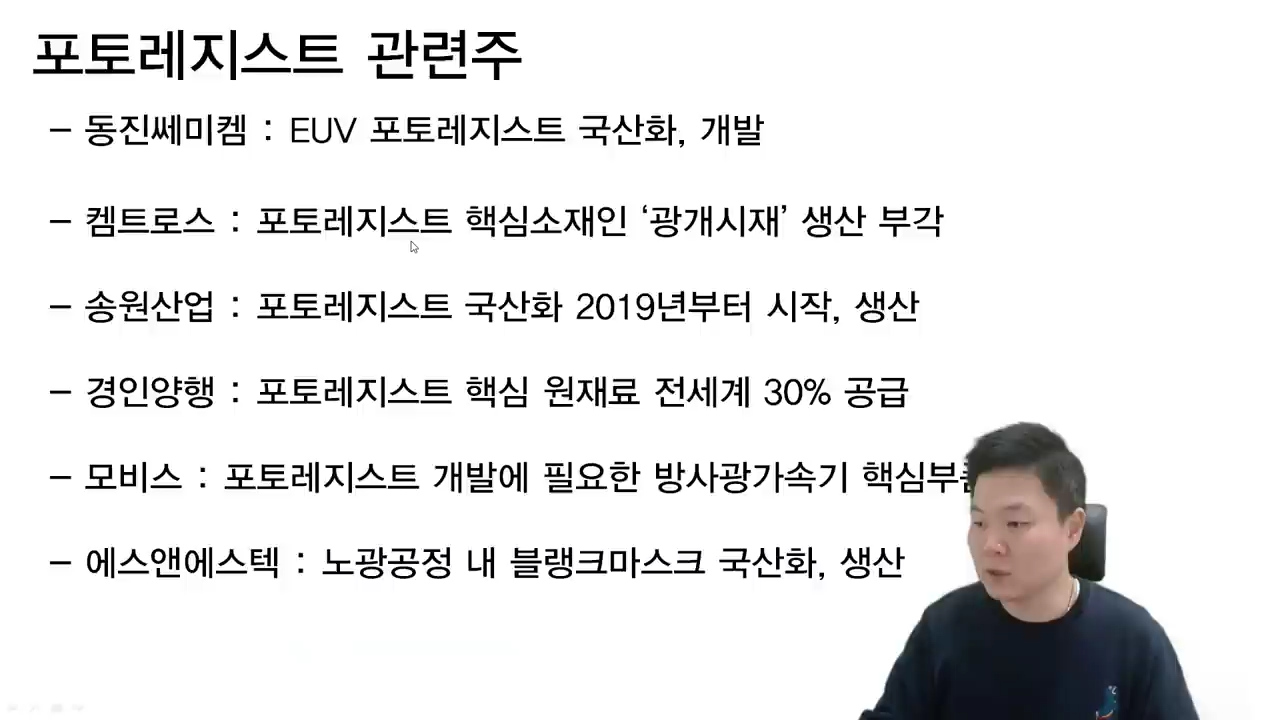 포토레지스트 관련주
– 동진쎄미켐 : EUV 포토레지스트 국산화, 개발
– 켐트로스 : 포토레지스트 핵심소재인 ‘광개시재’ 생산 부각
– 송원산업 : 포토레지스트 국산화 2019년부터 시작, 생산
– 경인양행 : 포토레지스트 핵심 원재료 전세계 30% 공급
– 모비스 : 포토레지스트 개발에 필요한 방사광가속기
– 에스앤에스텍 : 노광공정 내 블랭크마스크 국산화, 생산